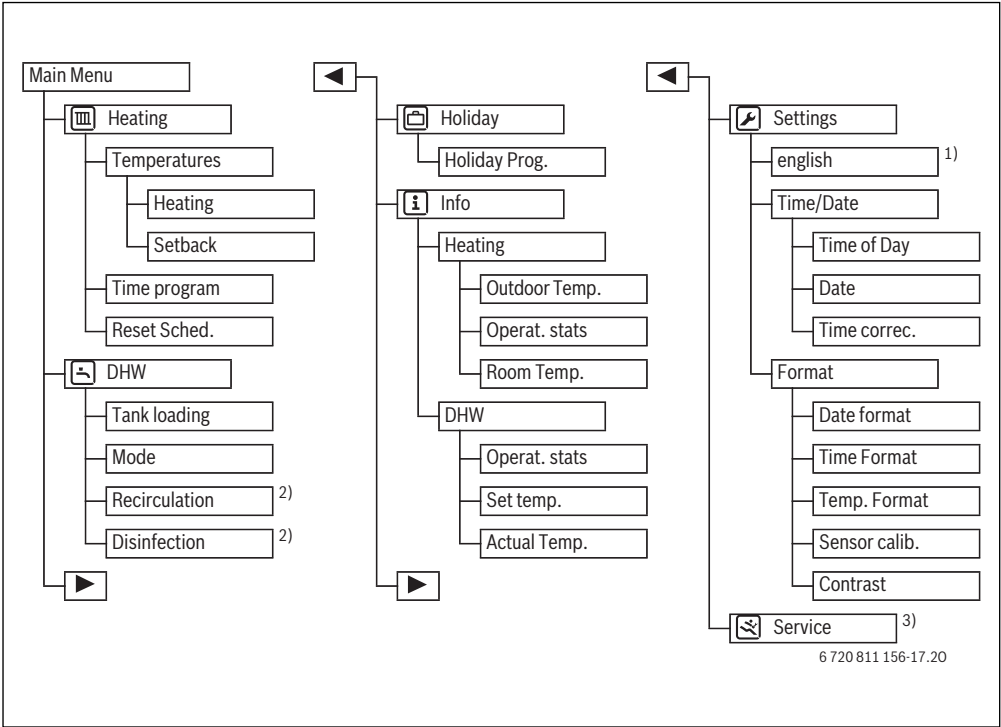 Main Menu
Heating
Temperatures
Heating
Setback
Time program
Reset Sched.
DHW
Tank loading
Mode
Recirculation 2)
Disinfection 2)
Holiday
Holiday Prog.
Info
Heating
Outdoor Temp.
Operat. stats
Room Temp.
DHW
Operat. stats
Set temp.
Actual Temp.
Settings
english 1)
Time/Date
Time of Day
Date
Time correc.
Format
Date format
Time Format
Temp. Format
Sensor calib.
Contrast
Service 3)
6 720 811 156-17.2O